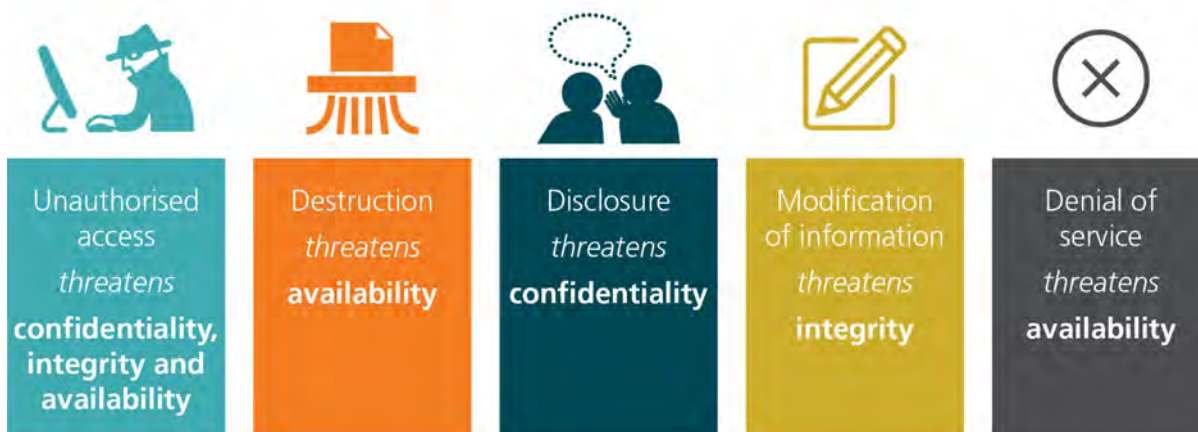 Unauthorised
access
threatens
confidentiality,
integrity and
availability
Destruction
threatens
availability
Disclosure
threatens
confidentiality
Modification
of information
threatens
integrity
Denial of
service
threatens
availability